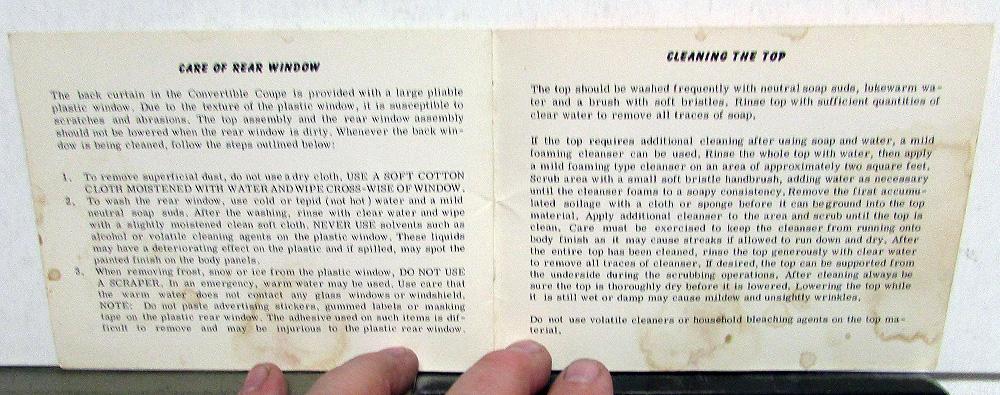 CARE OF REAR WINDOW
The back curtain in the Convertible Coupe is provided with a large pliable
plastic window. Due to the texture of the plastic window, it is susceptible to
scratches and abrasions. The top assembly and the rear window assembly
should not be lowered when the rear window is dirty. Whenever the back win-
dow is being cleaned, follow the steps outlined below:
1. To remove superficial dust, do not use a dry cloth, USE A SOFT COTTON
CLOTH MOISTENED WITH WATER AND WIPE CROSS-WISE OF WINDOW.
2. To wash the rear window, use cold or tepid (not hot) water and a mild
neutral soap suds. After the washing, rinse with clear water and wipe
with a slightly moistened clean soft cloth. NEVER USE solvents such as
alcohol or volatile cleaning agents on the plastic window. These liquids
may have a deteriorating effect on the plastic and if spilled, may spot the
painted finish on the body panels.
3. When removing frost, snow or ice from the plastic window, DO NOT USE
A SCRAPER. In an emergency, warm water may be used. Use care that
the warm water does not contact any glass windows or windshield.
NOTE: Do not paste advertising stickers, gummed labels or masking
tape on the plastic rear window. The adhesive used on such items is dif-
ficult to remove and may be injurious to the plastic rear window.
CLEANING THE TOP
The top should be washed frequently with neutral soap suds, lukewarm wa-
ter and a brush with soft bristles. Rinse top with sufficient quantities of
clear water to remove all traces of soap.
If the top requires additional cleaning after using soap and water, a mild
foaming cleanser can be used. Rinse the whole top with water, then apply
a mild foaming type cleanser on an area of approximately two square feet.
Scrub area with a small soft bristle handbrush, adding water as necessary
until the cleanser foams to a soapy consistency. Remove the first accumu-
lated soilage with a cloth or sponge before it can be ground into the top
material. Apply additional cleanser to the area and scrub until the top is
clean. Care must be exercised to keep the cleanser from running onto
body finish as it may cause streaks if allowed to run down and dry. After
the entire top has been cleaned, rinse the top generously with clear water
to remove all traces of cleanser. If desired, the top can be supported from
the underside during the scrubbing operations. After cleaning always be
sure the top is thoroughly dry before it is lowered. Lowering the top while
it is still wet or damp may cause mildew and unsightly wrinkles.
Do not use volatile cleaners or household bleaching agents on the top ma-
terial.